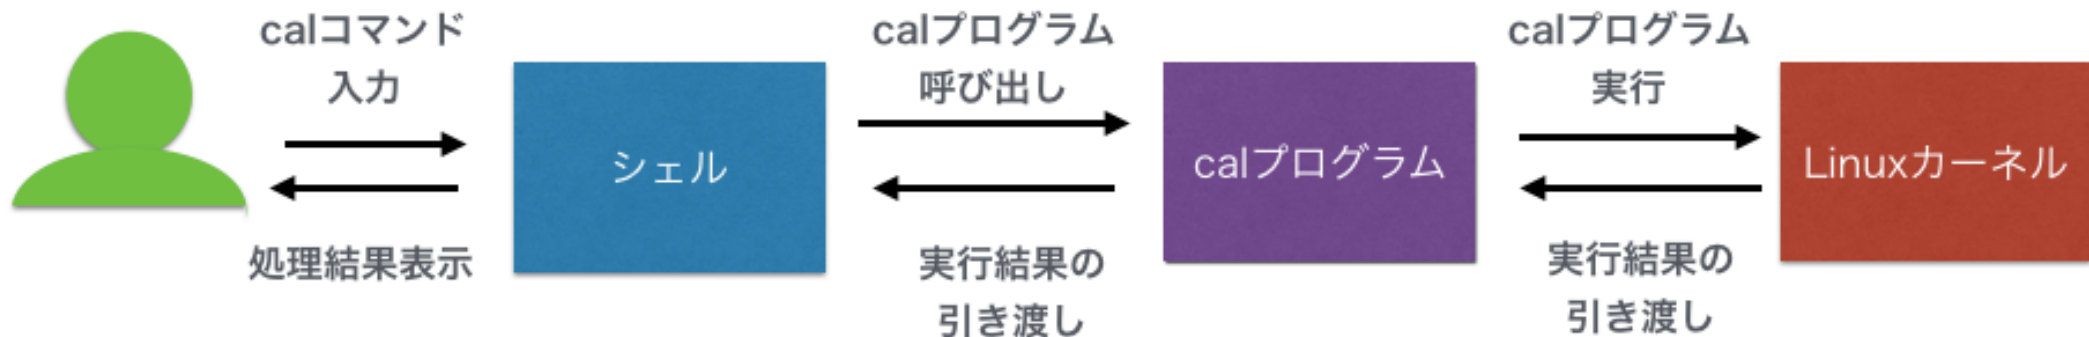 calコマンド
入力
処理結果表示
シェル
calプログラム
呼び出し
実行結果の
引き渡し
calプログラム
calプログラム
実行
実行結果の
引き渡し
Linuxカーネル